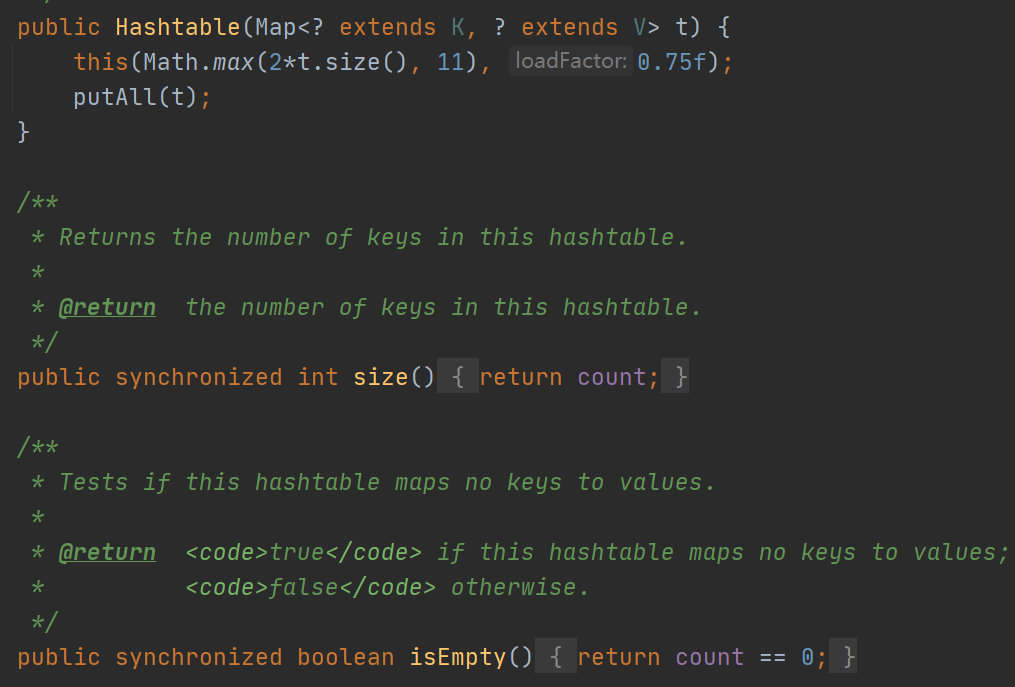 public Hashtable(Map<? extends K, ? extends V> t) {
    this(Math.max(2*t.size(), 11), loadFactor: 0.75f);
    putAll(t);
}

/**
 * Returns the number of keys in this hashtable.
 *
 * @return  the number of keys in this hashtable.
 */
public synchronized int size() { return count; }

/**
 * Tests if this hashtable maps no keys to values.
 *
 * @return  <code>true</code> if this hashtable maps no keys to values;
 *          <code>false</code> otherwise.
 */
public synchronized boolean isEmpty() { return count == 0; }